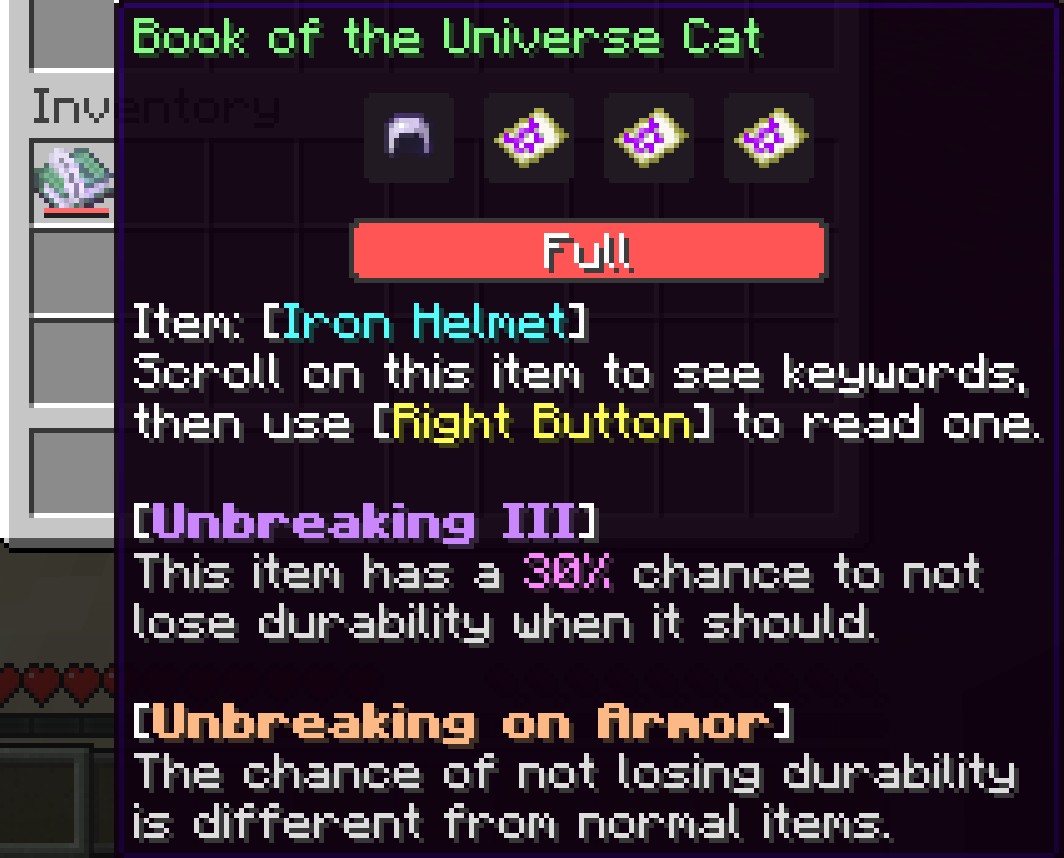 Book of the Universe Cat
Inventory
Full
Item: [Iron Helmet]
Scroll on this item to see keywords,
then use [Right Button] to read one.
[Unbreaking III]
This item has a 30% chance to not
lose durability when it should.
[Unbreaking on Armor]
The chance of not losing durability
is different from normal items.